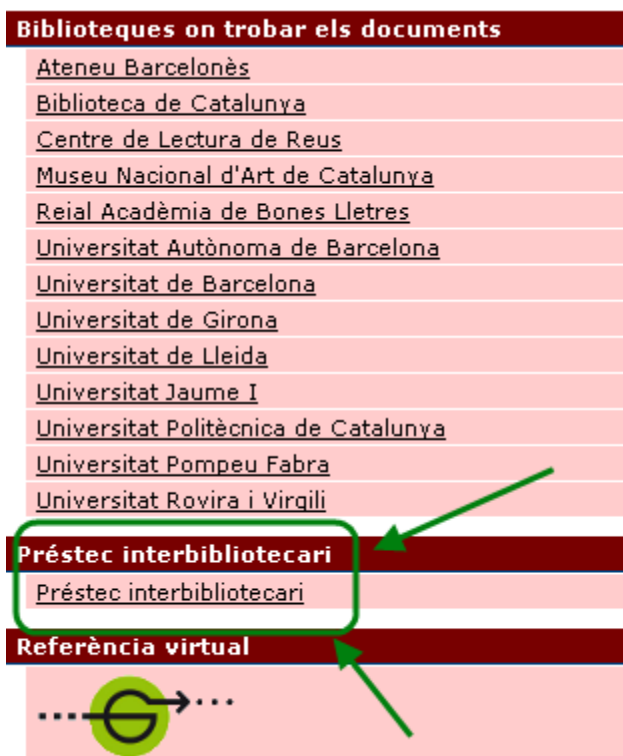 Biblioteques on trobar els documents
Ateneu Barcelonès
Biblioteca de Catalunya
Centre de Lectura de Reus
Museu Nacional d'Art de Catalunya
Reial Acadèmia de Bones Lletres
Universitat Autònoma de Barcelona
Universitat de Barcelona
Universitat de Girona
Universitat de Lleida
Universitat Jaume I
Universitat Politècnica de Catalunya
Universitat Pompeu Fabra
Universitat Rovira i Virgili
Préstec interbibliotecari
Préstec interbibliotecari
Referència virtual